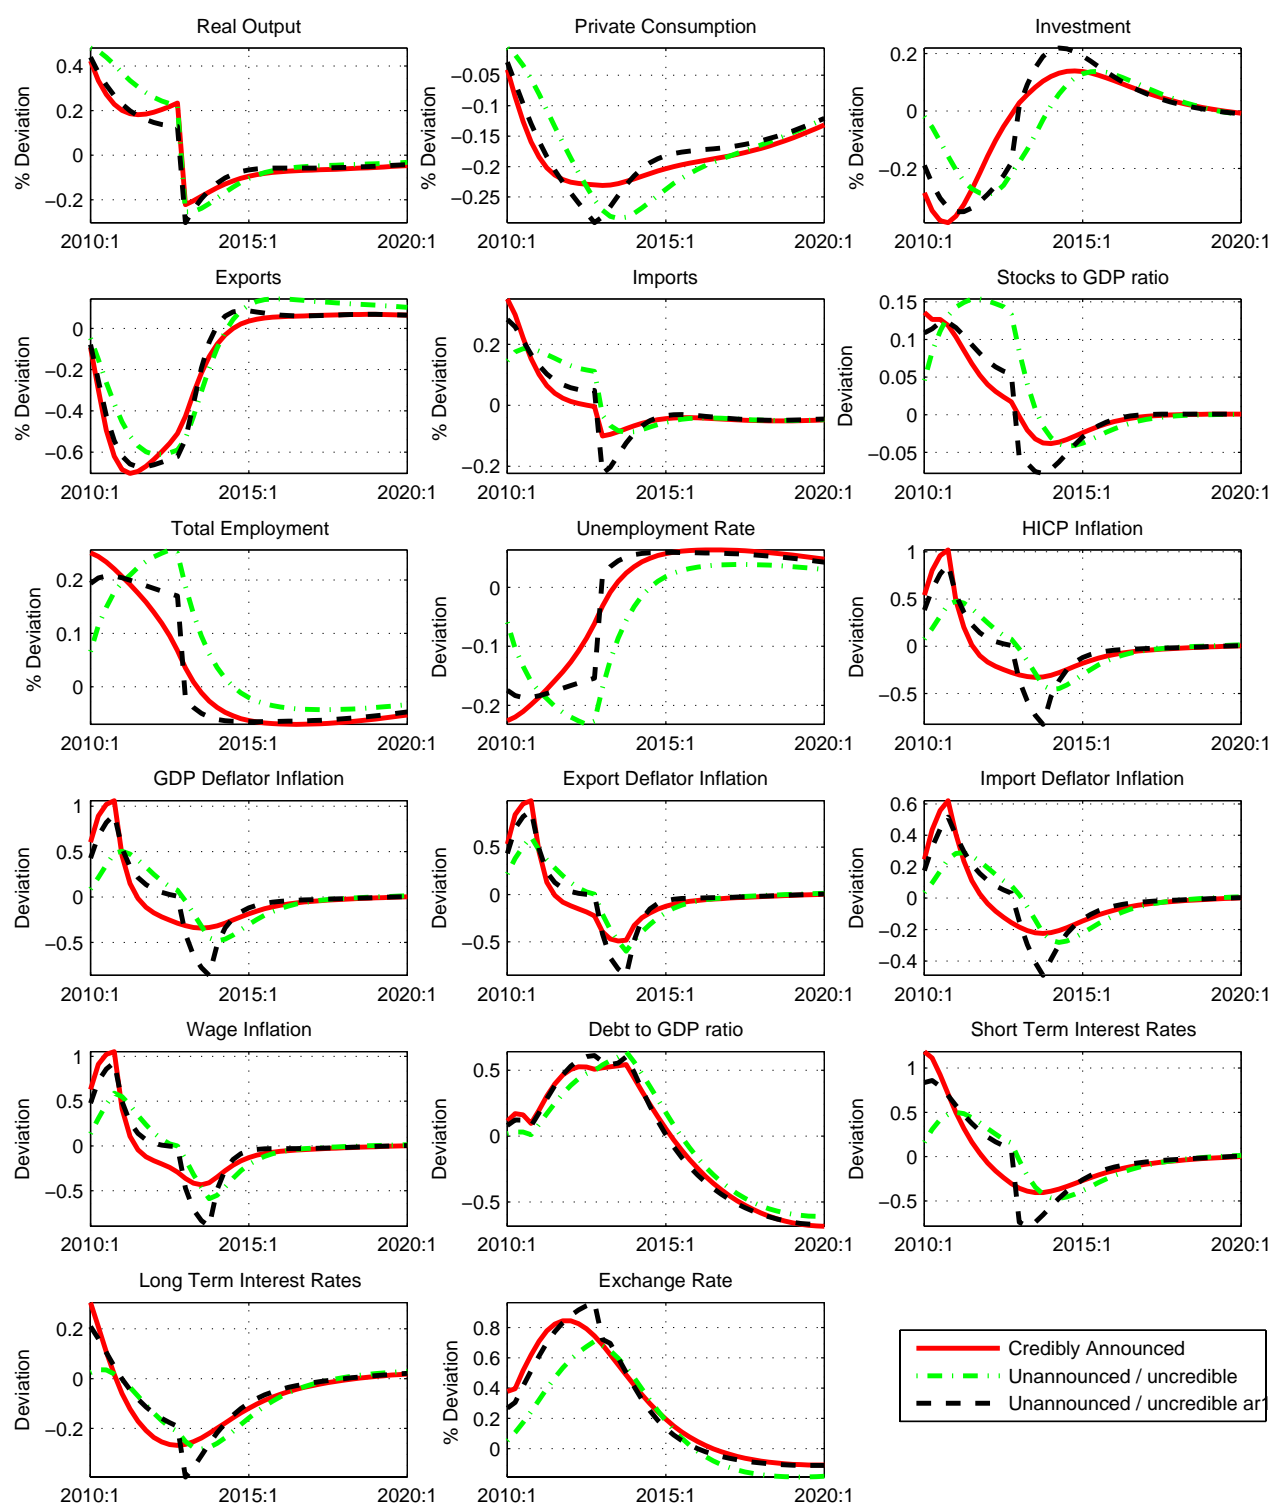 Real Output
% Deviation
0.4
0.2
0
−0.2
2010:1 2015:1 2020:1
Private Consumption
% Deviation
−0.05
−0.1
−0.15
−0.2
−0.25
2010:1 2015:1 2020:1
Investment
% Deviation
0.2
0
−0.2
2010:1 2015:1 2020:1
Exports
% Deviation
0
−0.2
−0.4
−0.6
2010:1 2015:1 2020:1
Imports
% Deviation
0.2
0
−0.2
2010:1 2015:1 2020:1
Stocks to GDP ratio
Deviation
0.15
0.1
0.05
0
−0.05
2010:1 2015:1 2020:1
Total Employment
% Deviation
0.2
0.1
0
2010:1 2015:1 2020:1
Unemployment Rate
Deviation
0
−0.1
−0.2
2010:1 2015:1 2020:1
HICP Inflation
Deviation
1
0.5
0
−0.5
2010:1 2015:1 2020:1
GDP Deflator Inflation
Deviation
1
0.5
0
−0.5
2010:1 2015:1 2020:1
Export Deflator Inflation
Deviation
0.5
0
−0.5
2010:1 2015:1 2020:1
Import Deflator Inflation
Deviation
0.6
0.4
0.2
0
−0.2
−0.4
2010:1 2015:1 2020:1
Wage Inflation
Deviation
1
0.5
0
−0.5
2010:1 2015:1 2020:1
Debt to GDP ratio
Deviation
0.5
0
−0.5
2010:1 2015:1 2020:1
Short Term Interest Rates
Deviation
1
0.5
0
−0.5
2010:1 2015:1 2020:1
Long Term Interest Rates
Deviation
0.2
0
−0.2
2010:1 2015:1 2020:1
Exchange Rate
% Deviation
0.8
0.6
0.4
0.2
0
2010:1 2015:1 2020:1
Credibly Announced
Unannounced / uncredible
Unannounced / uncredible ar1